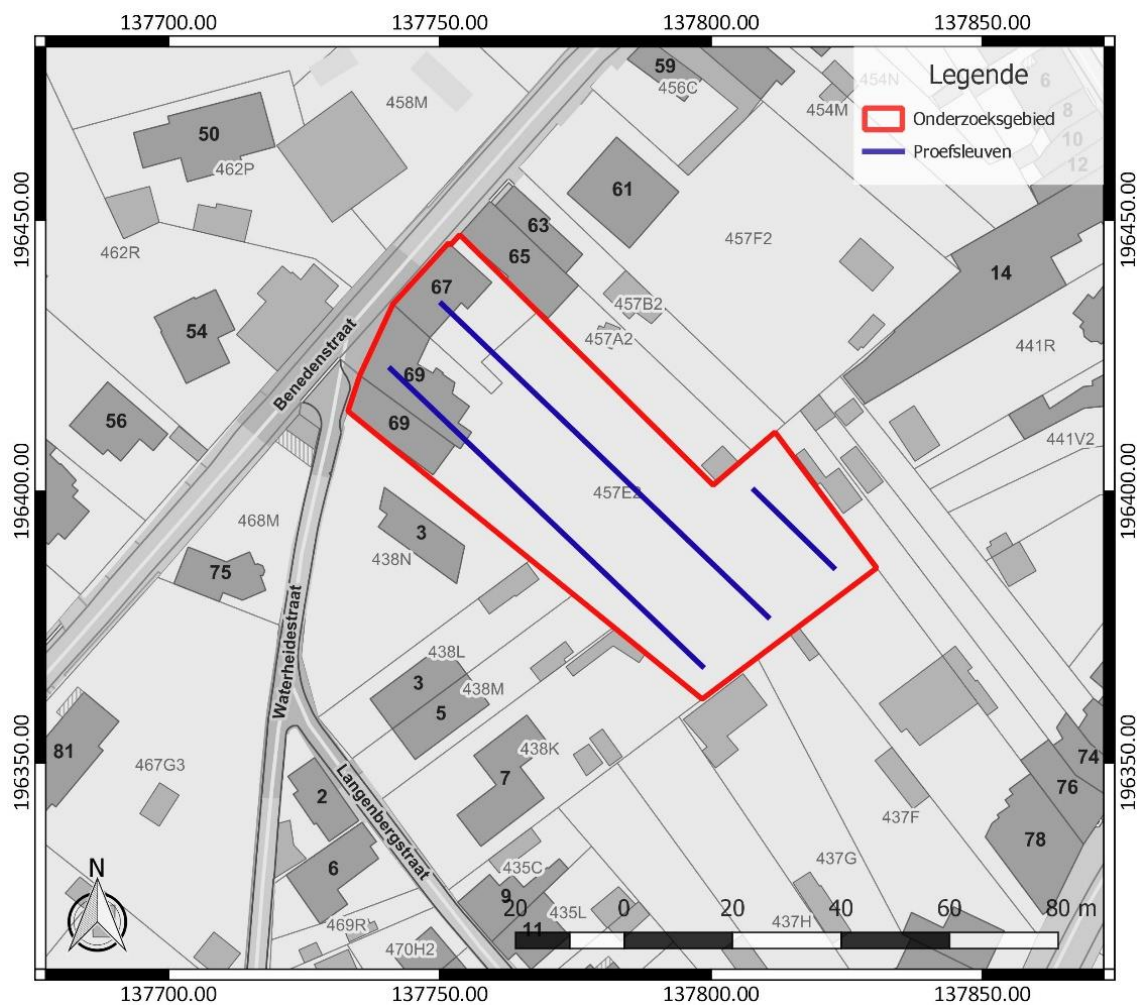 137700.00 137750.00 137800.00 137850.00
Legende
Onderzoeksgebied
Proefsleuven
59
456C
454N
454M
6
8
10
12
458M
50
462P
462R
61
63
65
457F2
14
196450.00
196450.00
67
457B2
457A2
441R
54
Benedenstraat
69
69
56
441V2
196400.00
196400.00
457E2
468M
3
438N
75
Waterheidestraat
438L
3
438M
5
438K
7
81
467G3
196350.00
196350.00
74
76
78
437F
2
Langenbergstraat
6
437G
435C
9
N
469R
435L
437H
11
470H2
20 0 20 40 60 80 m
137700.00 137750.00 137800.00 137850.00